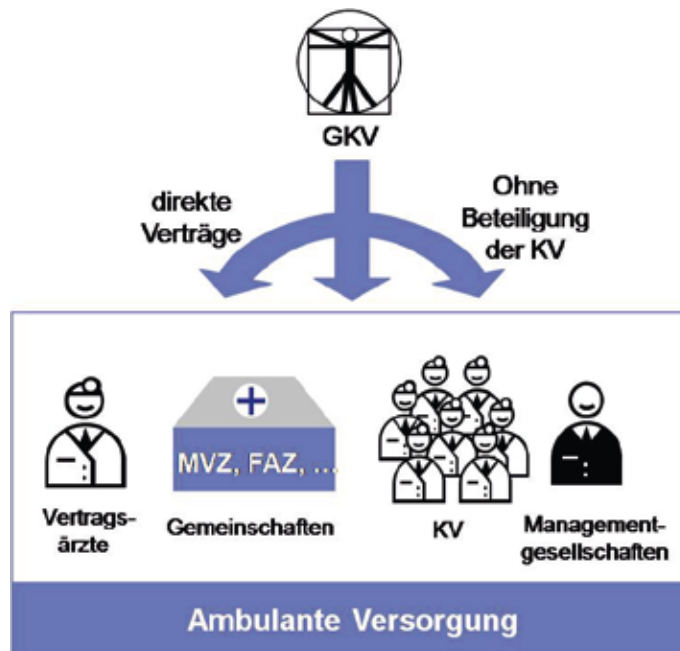 GKV
direkte
Verträge
Ohne
Beteiligung
der KV
MVZ, FAZ, ...
Vertrags-
ärzte
Gemeinschaften
KV
Management-
gesellschaften
Ambulante Versorgung